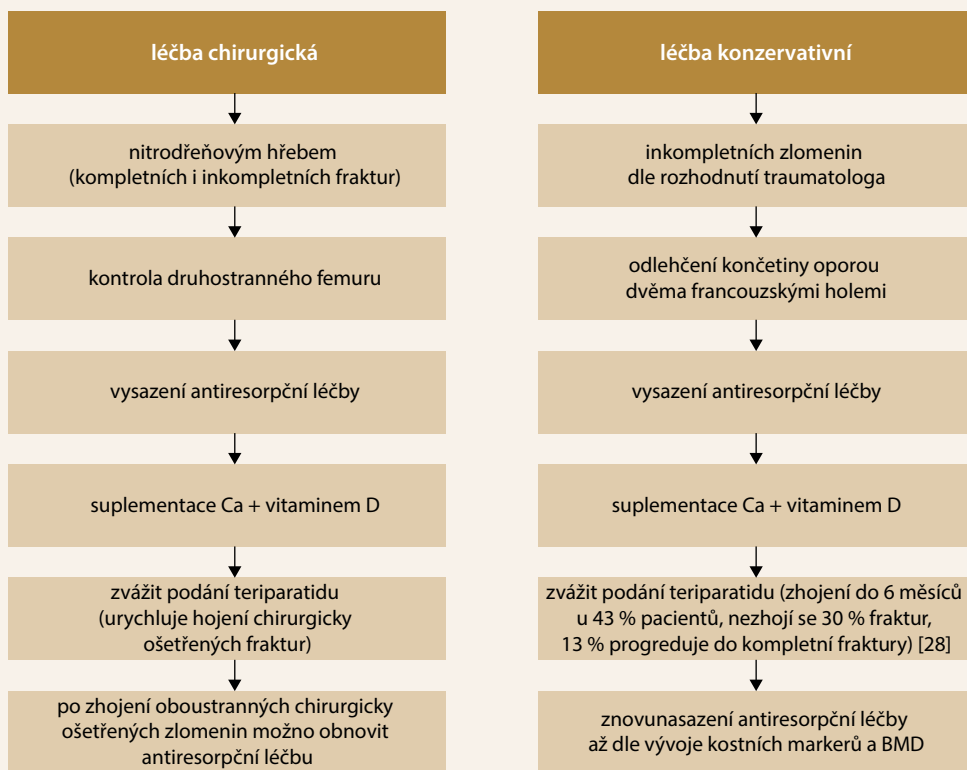 léčba chirurgická
nitrodřeňovým hřebem
(kompletních i inkompletních fraktur)
kontrola druhostranného femuru
vysazení antiresorpční léčby
suplementace Ca + vitaminem D
zvážit podání teriparatidu
(urychluje hojení chirurgicky
ošetřených fraktur)
po zhojení oboustranných chirurgicky
ošetřených zlomenin možno obnovit
antiresorpční léčbu
léčba konzervativní
inkompletních zlomenin
dle rozhodnutí traumatologa
odlehčení končetiny oporou
dvěma francouzskými holemi
vysazení antiresorpční léčby
suplementace Ca + vitaminem D
zvážit podání teriparatidu (zhojení do 6 měsíců
u 43 % pacientů, nezhojí se 30 % fraktur,
13 % progreduje do kompletní fraktury) [28]
znovunasazení antiresorpční léčby
až dle vývoje kostních markerů a BMD